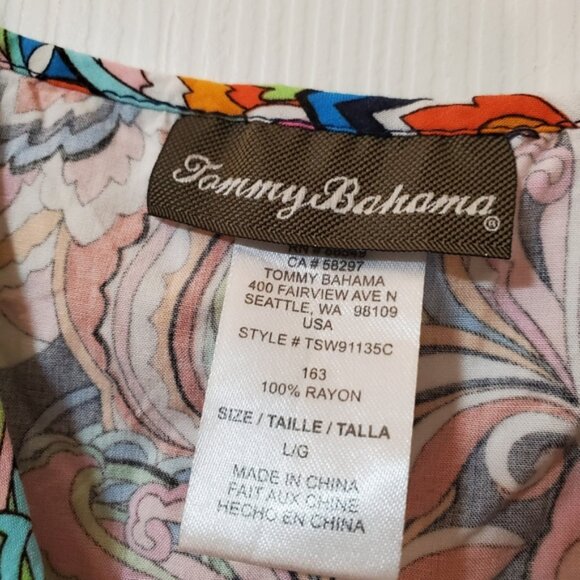 Tommy Bahama®
CA # 58297
TOMMY BAHAMA
400 FAIRVIEW AVE N
SEATTLE, WA 98109
USA
STYLE # TSW91135C
163
100% RAYON
SIZE / TAILLE / TALLA
L/G
MADE IN CHINA
FAIT AUX CHINE
HECHO EN CHINA